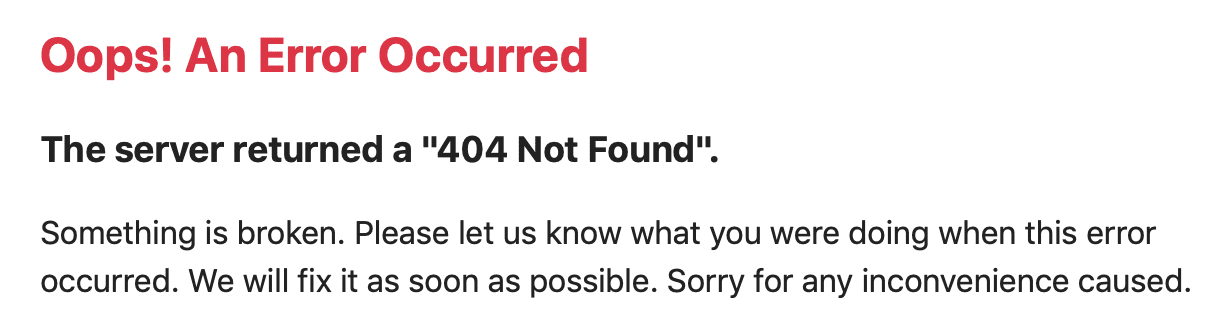 Oops! An Error Occurred
The server returned a "404 Not Found".
Something is broken. Please let us know what you were doing when this error
occurred. We will fix it as soon as possible. Sorry for any inconvenience caused.